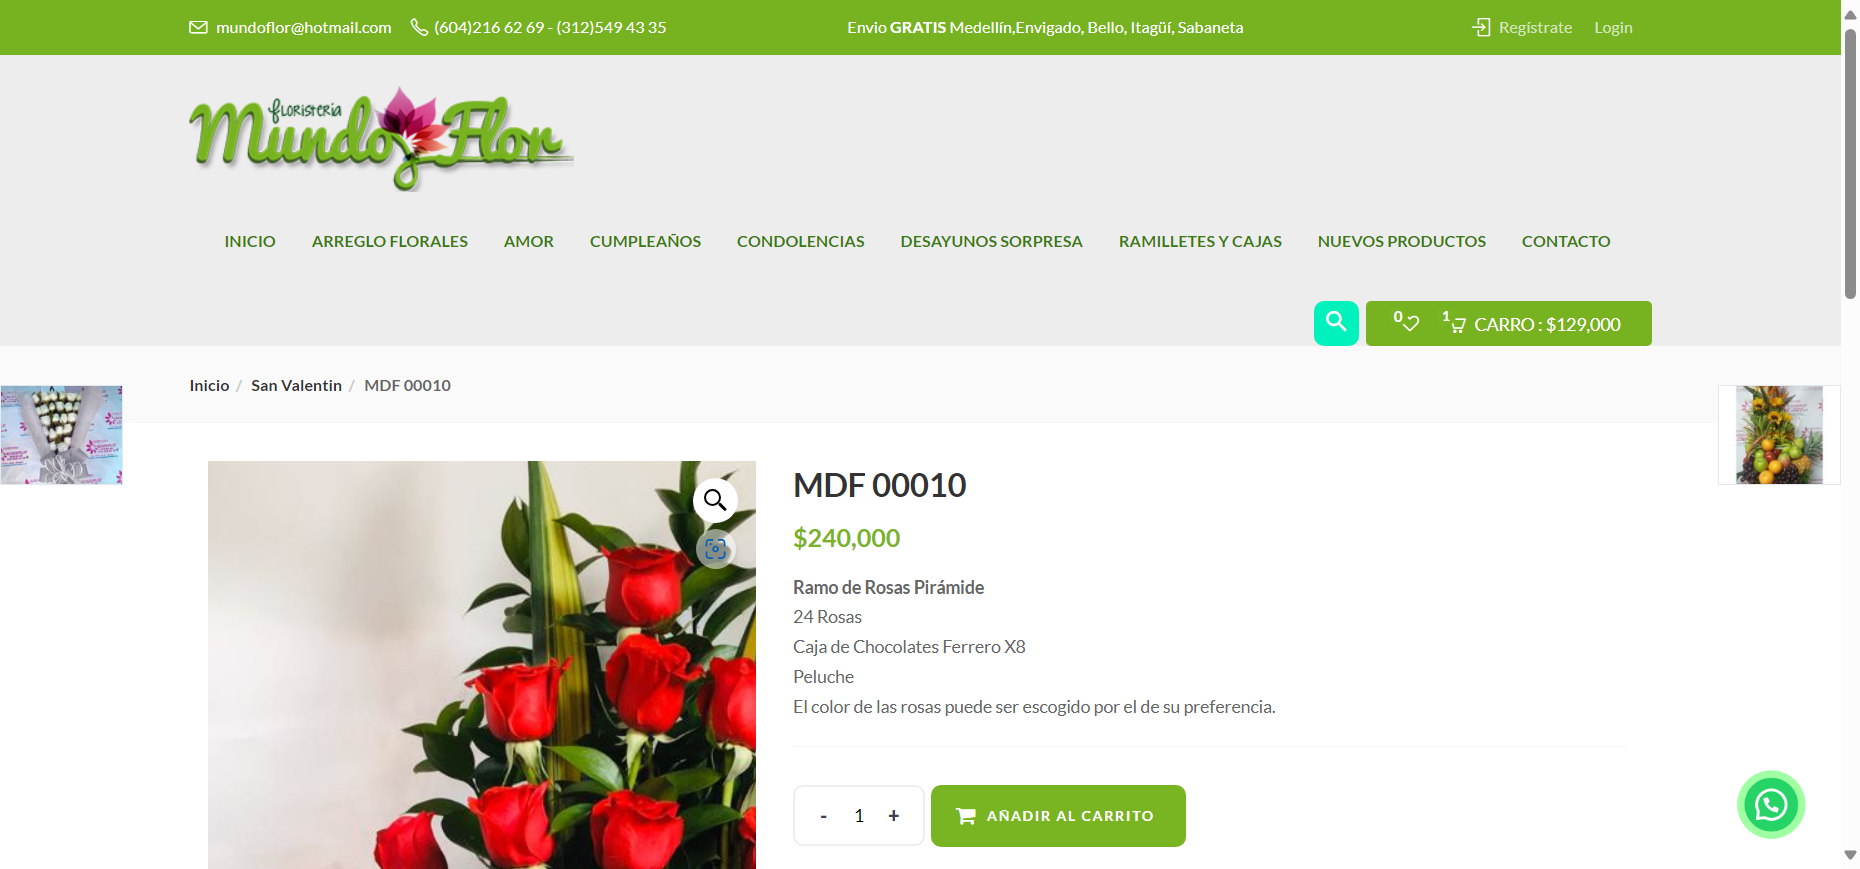 mundoflor@hotmail.com (604)216 62 69 - (312)549 43 35 Envio GRATIS Medellín,Envigado, Bello, Itagüí, Sabaneta Regístrate Login
floristeria
Mundo Flor
INICIO ARREGLO FLORALES AMOR CUMPLEAÑOS CONDOLENCIAS DESAYUNOS SORPRESA RAMILLETES Y CAJAS NUEVOS PRODUCTOS CONTACTO
0 1 CARRO : $129,000
Inicio / San Valentin / MDF 00010
MDF 00010
$240,000
Ramo de Rosas Pirámide
24 Rosas
Caja de Chocolates Ferrero X8
Peluche
El color de las rosas puede ser escogido por el de su preferencia.
- 1 + AÑADIR AL CARRITO